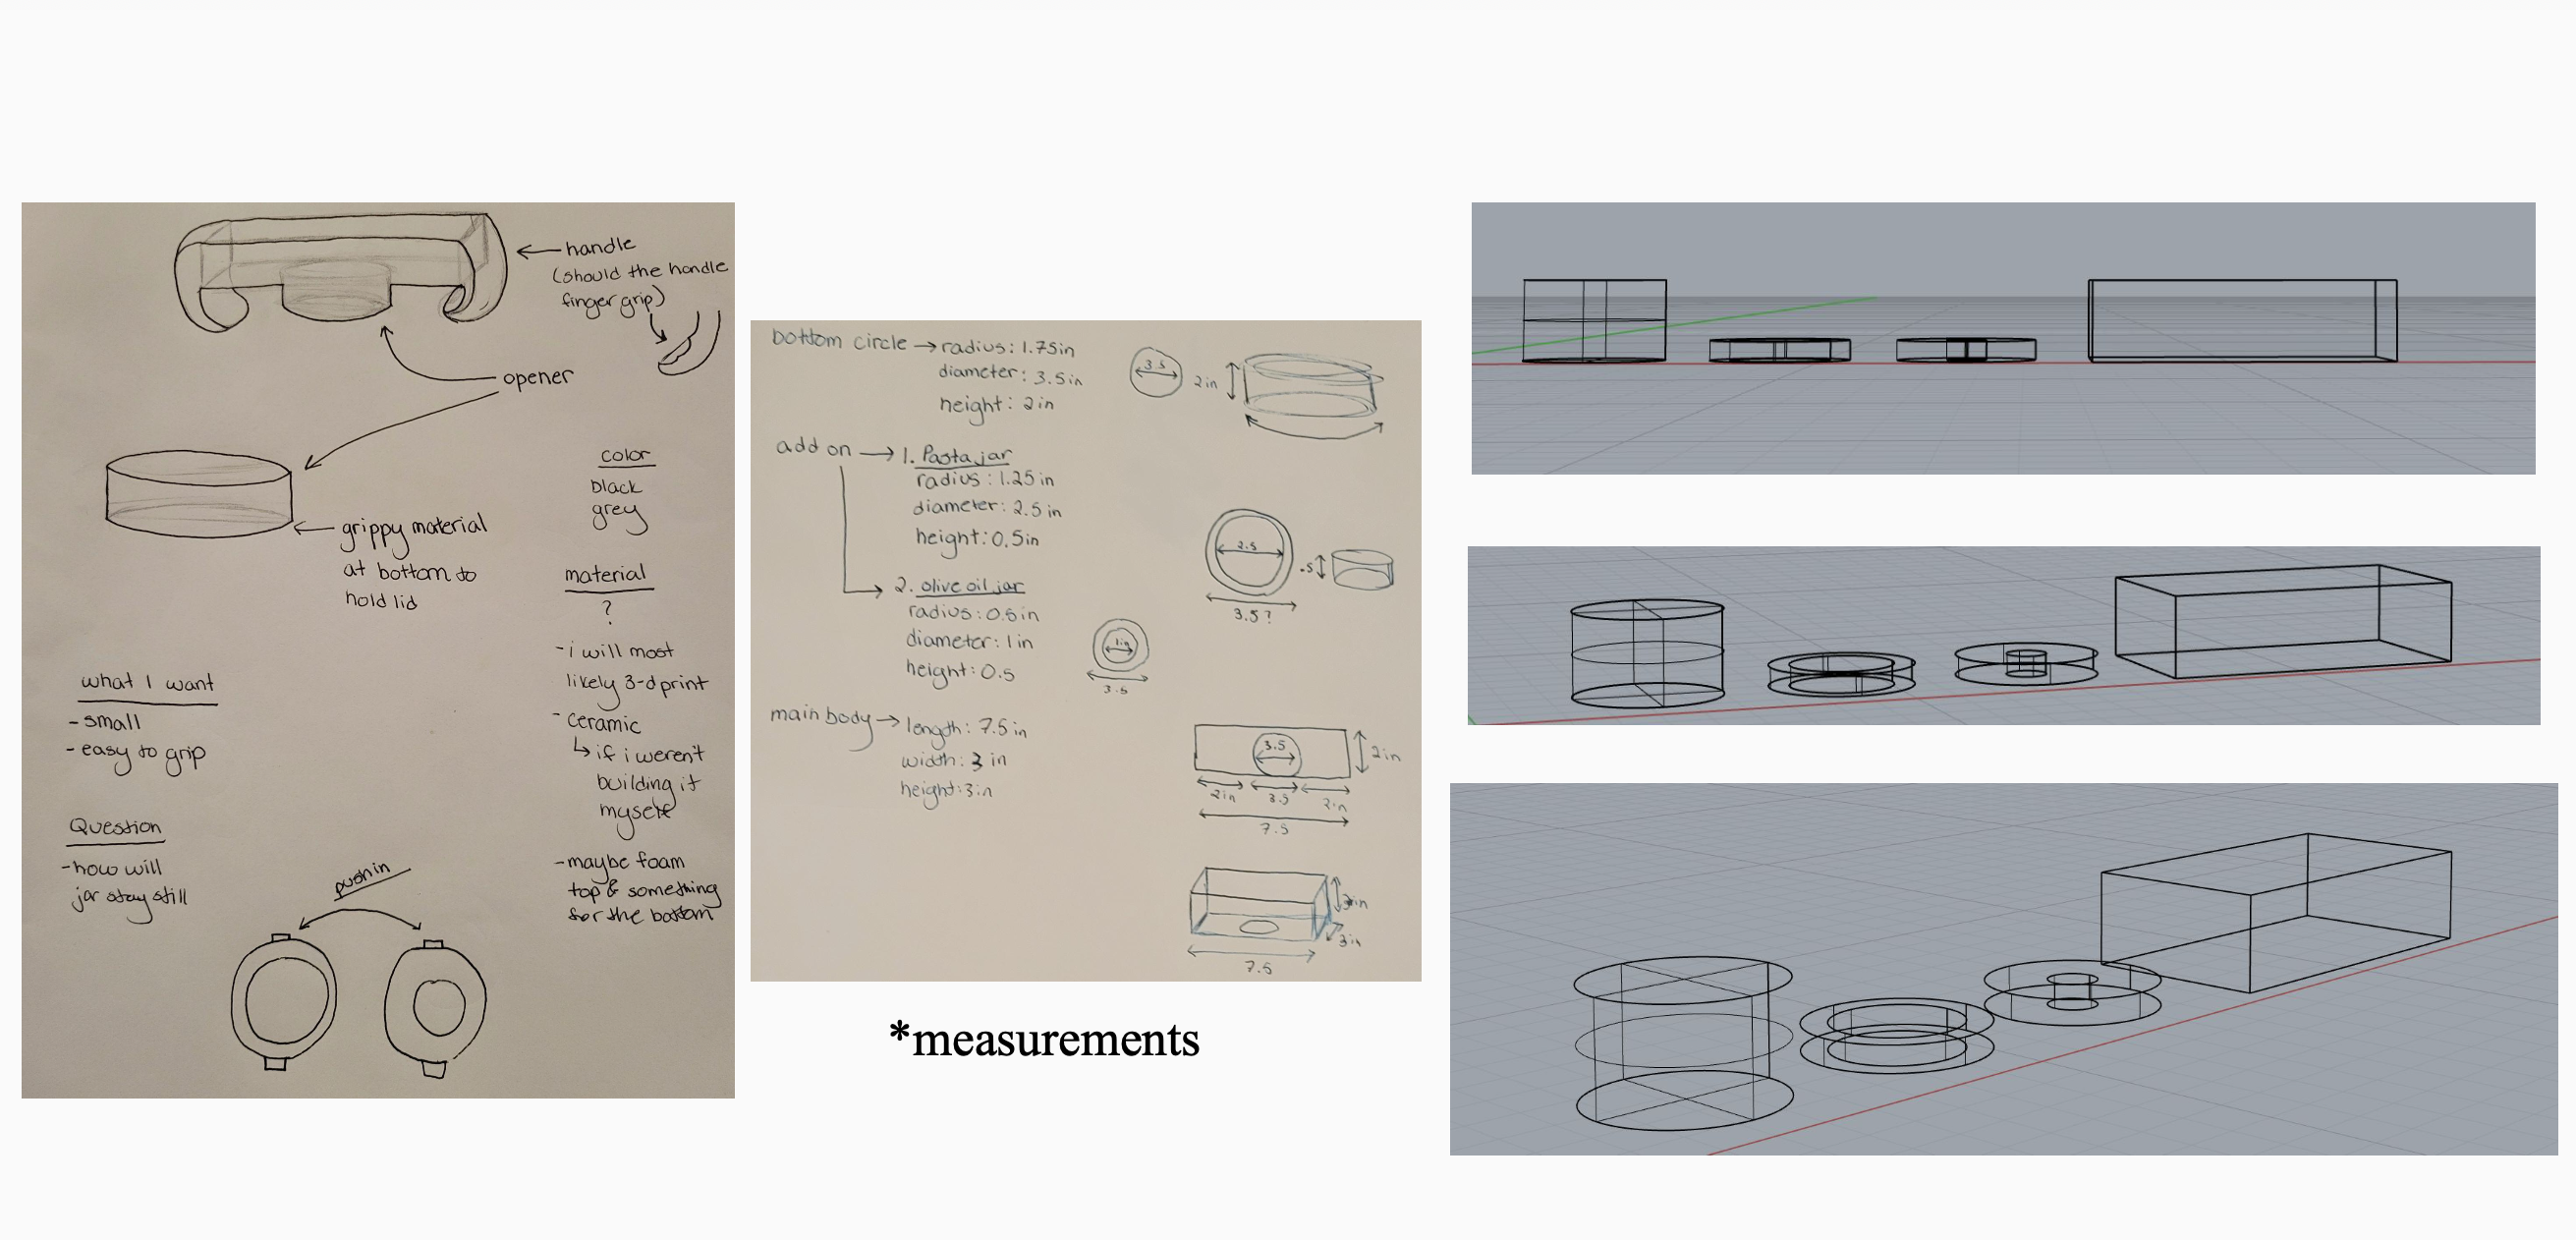 handle
(should the handle
finger grip)
opener
grippy material
at bottom to
hold lid
color
black
grey
material
?
-i will most
likely 3-d print
-ceramic
↳if i weren't
building it
myself
-maybe foam
top & something
for the bottom
what I want
-small
-easy to grip
Question
-how will
jar stay still
push in
bottom circle → radius: 1.75in
diameter: 3.5in
height: 2in
3.5
2in
add on → 1. Pasta jar
radius: 1.25in
diameter: 2.5in
height: 0.5in
2.5
.5
3.5?
2. olive oil jar
radius: 0.5in
diameter: 1in
height: 0.5
1in
3.5
main body → length: 7.5in
width: 3in
height: 3in
3.5
2in
2in
3.5
2in
7.5
3in
7.5
*measurements